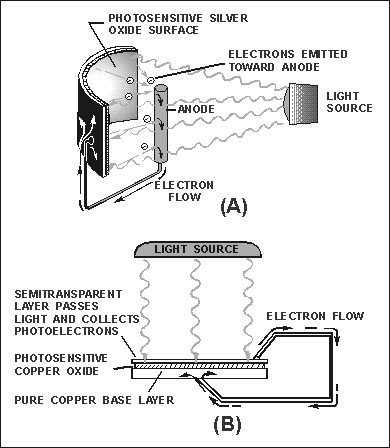 PHOTOSENSITIVE SILVER
OXIDE SURFACE
ELECTRONS EMITTED
TOWARD ANODE
LIGHT
SOURCE
ANODE
ELECTRON
FLOW
(A)
LIGHT SOURCE
SEMITRANSPARENT
LAYER PASSES
LIGHT AND COLLECTS
PHOTOELECTRONS
ELECTRON FLOW
PHOTOSENSITIVE
COPPER OXIDE
PURE COPPER BASE LAYER
(B)